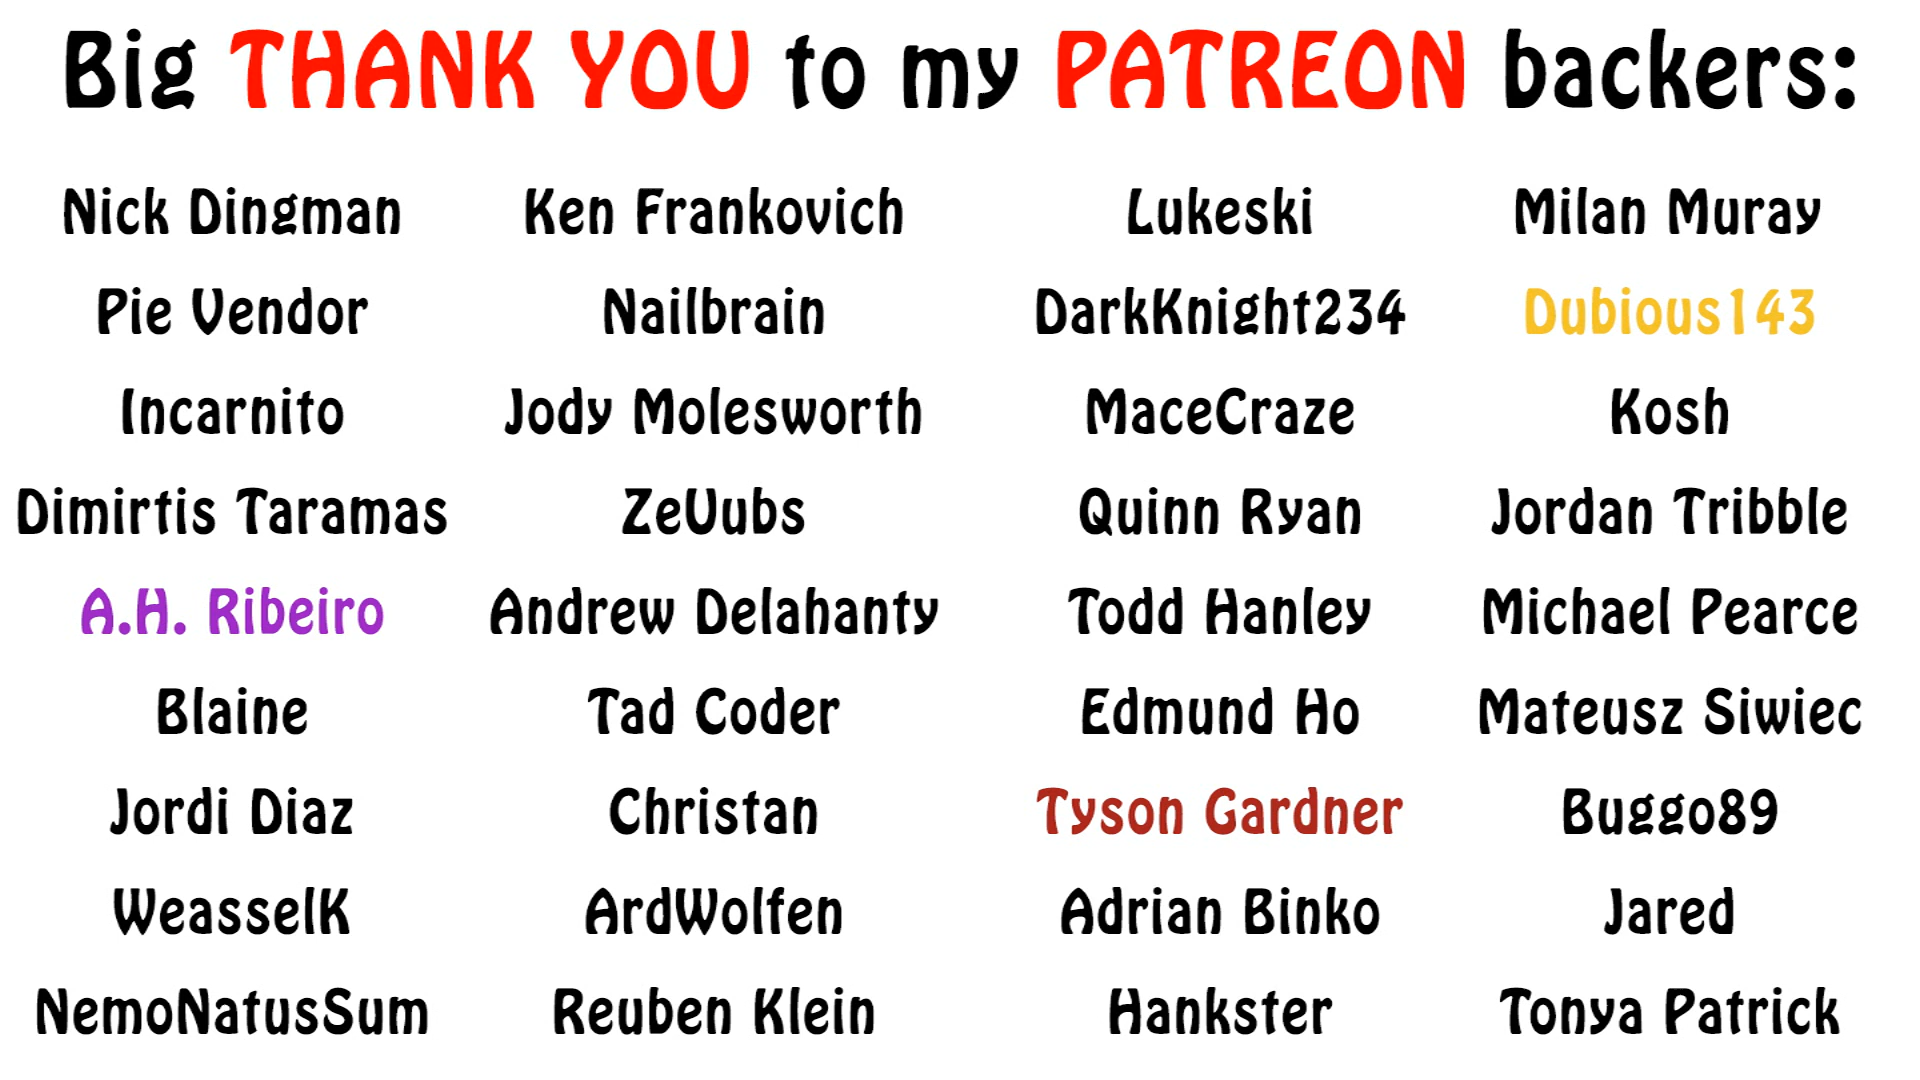 Big THANK YOU to my PATREON backers:
Nick Dingman Ken Frankovich Lukeski Milan Muray
Pie Vendor Nailbrain DarkKnight234 Dubious143
Incarnito Jody Molesworth MaceCraze Kosh
Dimirtis Taramas ZeUubs Quinn Ryan Jordan Tribble
A.H. Ribeiro Andrew Delahanty Todd Hanley Michael Pearce
Blaine Tad Coder Edmund Ho Mateusz Siwiec
Jordi Diaz Christan Tyson Gardner Buggo89
WeasselK ArdWolfen Adrian Binko Jared
NemoNatusSum Reuben Klein Hankster Tonya Patrick